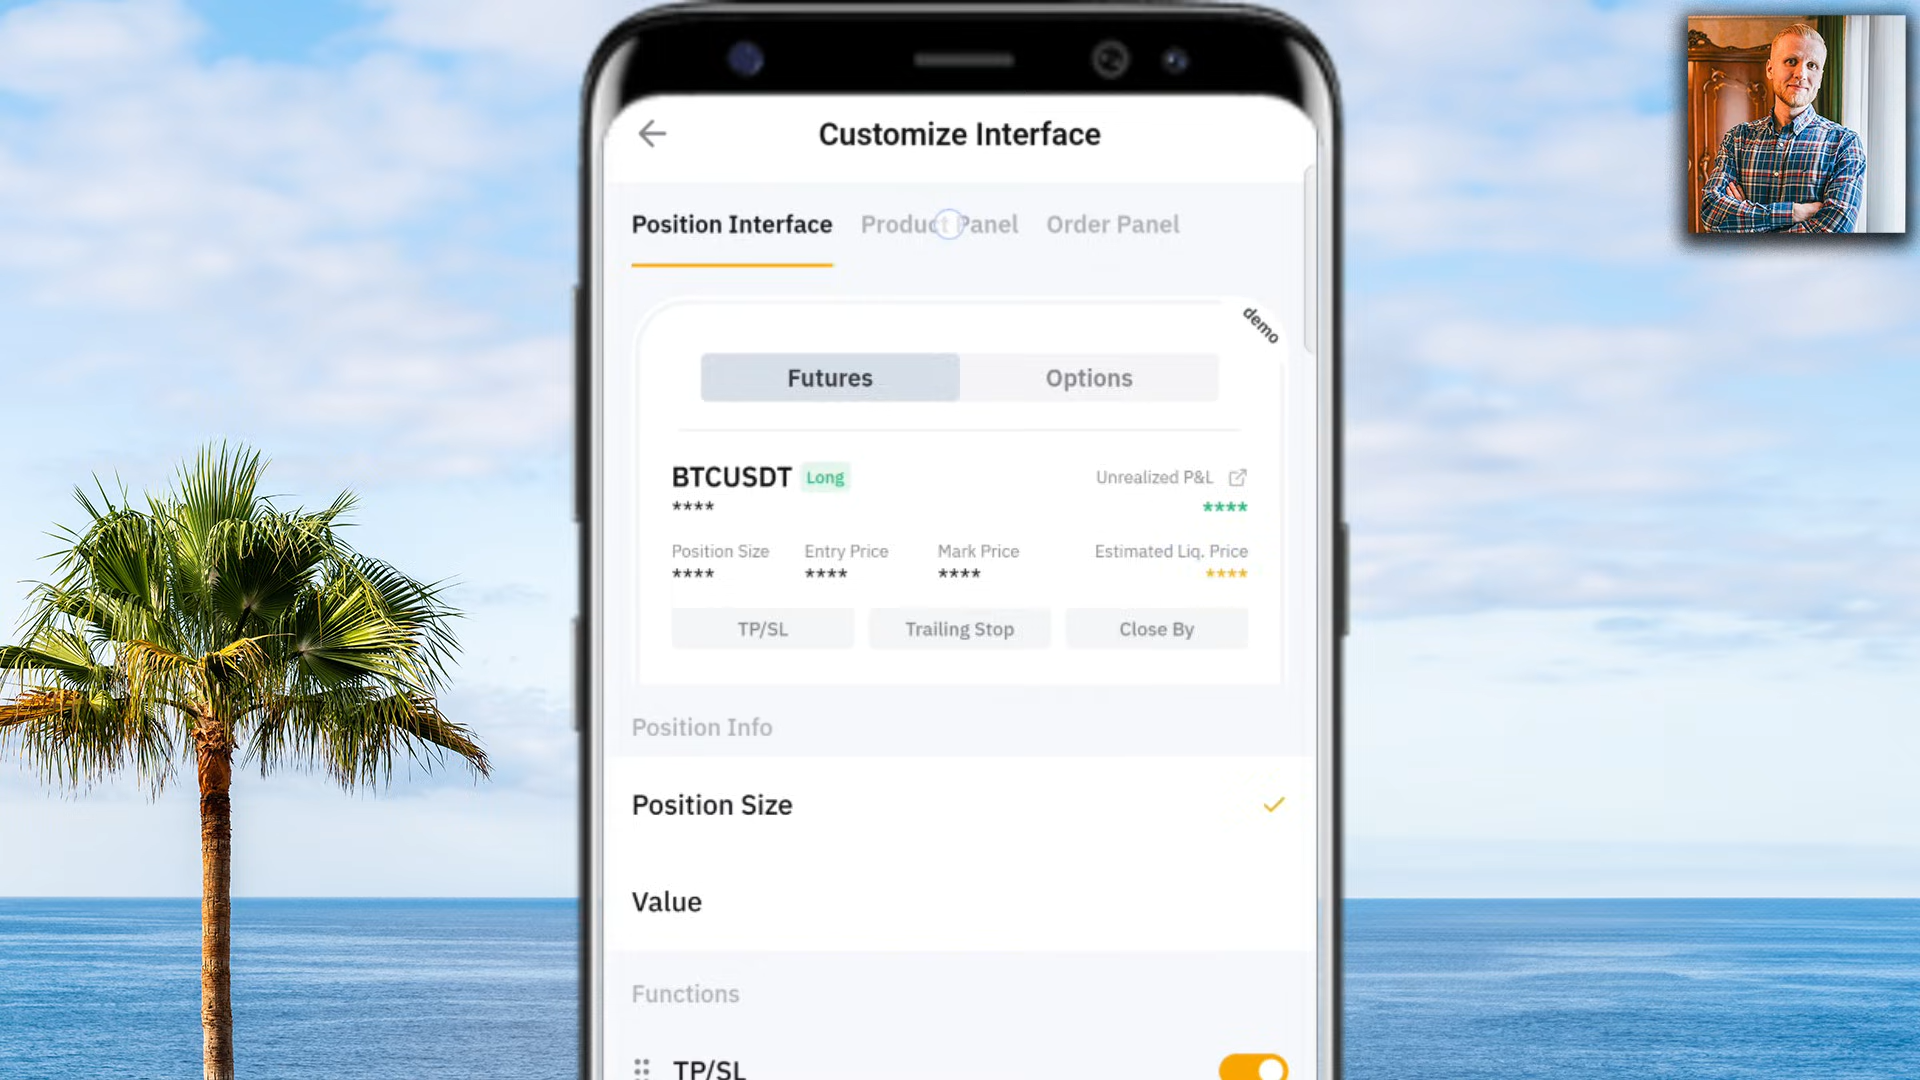 Customize Interface
Position Interface Product Panel Order Panel
demo
Futures Options
BTCUSDT Long Unrealized P&L
**** ****
Position Size Entry Price Mark Price Estimated Liq. Price
**** **** **** ****
TP/SL Trailing Stop Close By
Position Info
Position Size
Value
Functions
TP/SL